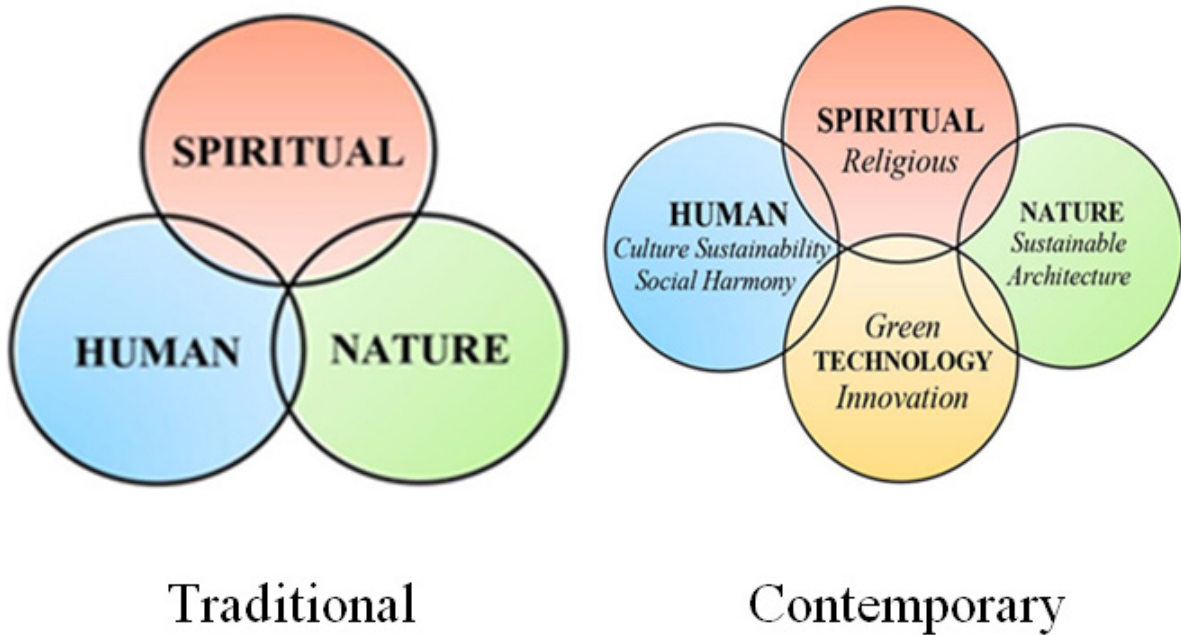 SPIRITUAL
HUMAN
NATURE
Traditional
SPIRITUAL
Religious
HUMAN
Culture Sustainability
Social Harmony
NATURE
Sustainable
Architecture
Green
TECHNOLOGY
Innovation
Contemporary